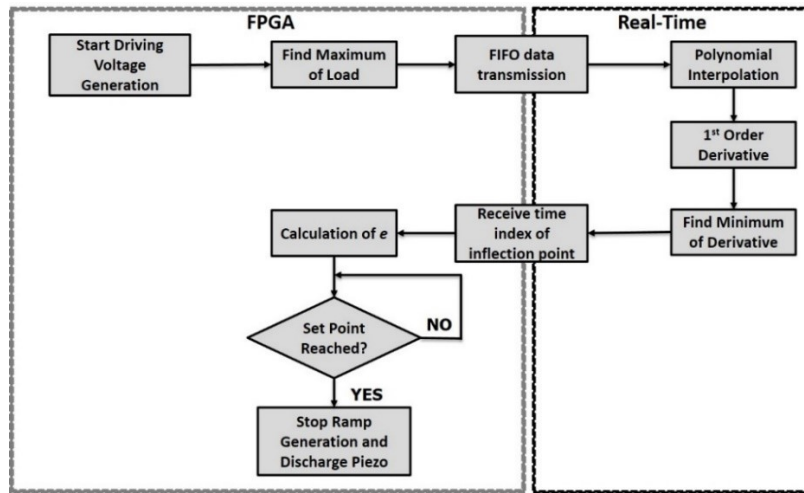 FPGA
Real-Time
Start Driving
Voltage
Generation
Find Maximum
of Load
FIFO data
transmission
Polynomial
Interpolation
1st Order
Derivative
Find Minimum
of Derivative
Receive time
index of
inflection point
Calculation of e
Set Point
Reached?
NO
YES
Stop Ramp
Generation and
Discharge Piezo